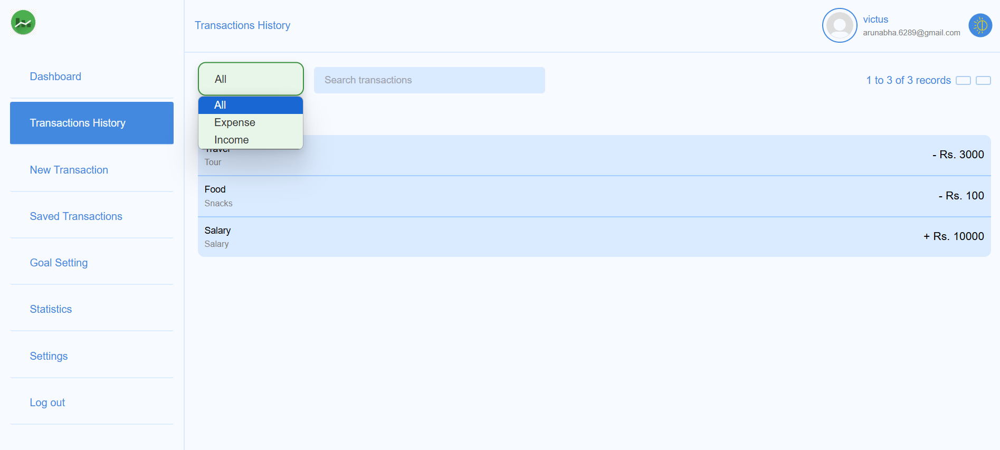 Transactions History
victus
arunabha.6289@gmail.com
Dashboard
Transactions History
New Transaction
Saved Transactions
Goal Setting
Statistics
Settings
Log out
All
Search transactions
1 to 3 of 3 records
All
Expense
Income
Travel
Tour
- Rs. 3000
Food
Snacks
- Rs. 100
Salary
Salary
+ Rs. 10000